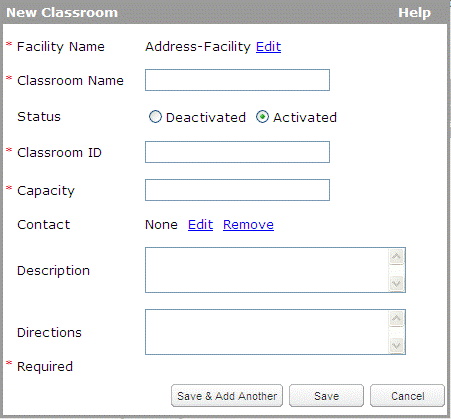 New Classroom Help
* Facility Name Address-Facility Edit
* Classroom Name
Status Deactivated Activated
* Classroom ID
* Capacity
Contact None Edit Remove
Description
Directions
* Required
Save & Add Another Save Cancel